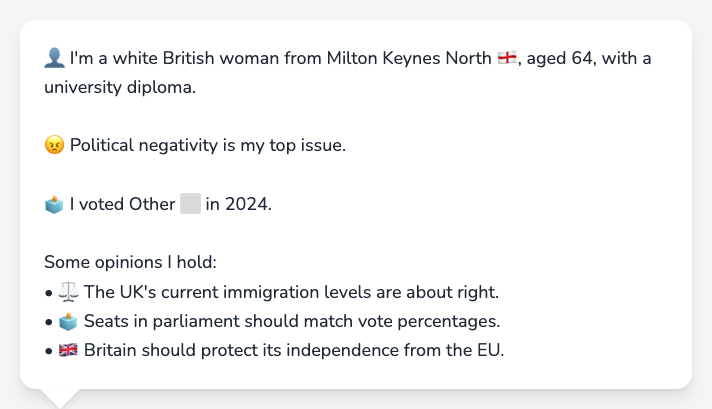 👤 I'm a white British woman from Milton Keynes North 🏴󠁧󠁢󠁥󠁮󠁧󠁿, aged 64, with a
university diploma.
😠 Political negativity is my top issue.
🗳️ I voted Other ⬜ in 2024.
Some opinions I hold:
• ⚖️ The UK's current immigration levels are about right.
• 🗳️ Seats in parliament should match vote percentages.
• 🇬🇧 Britain should protect its independence from the EU.